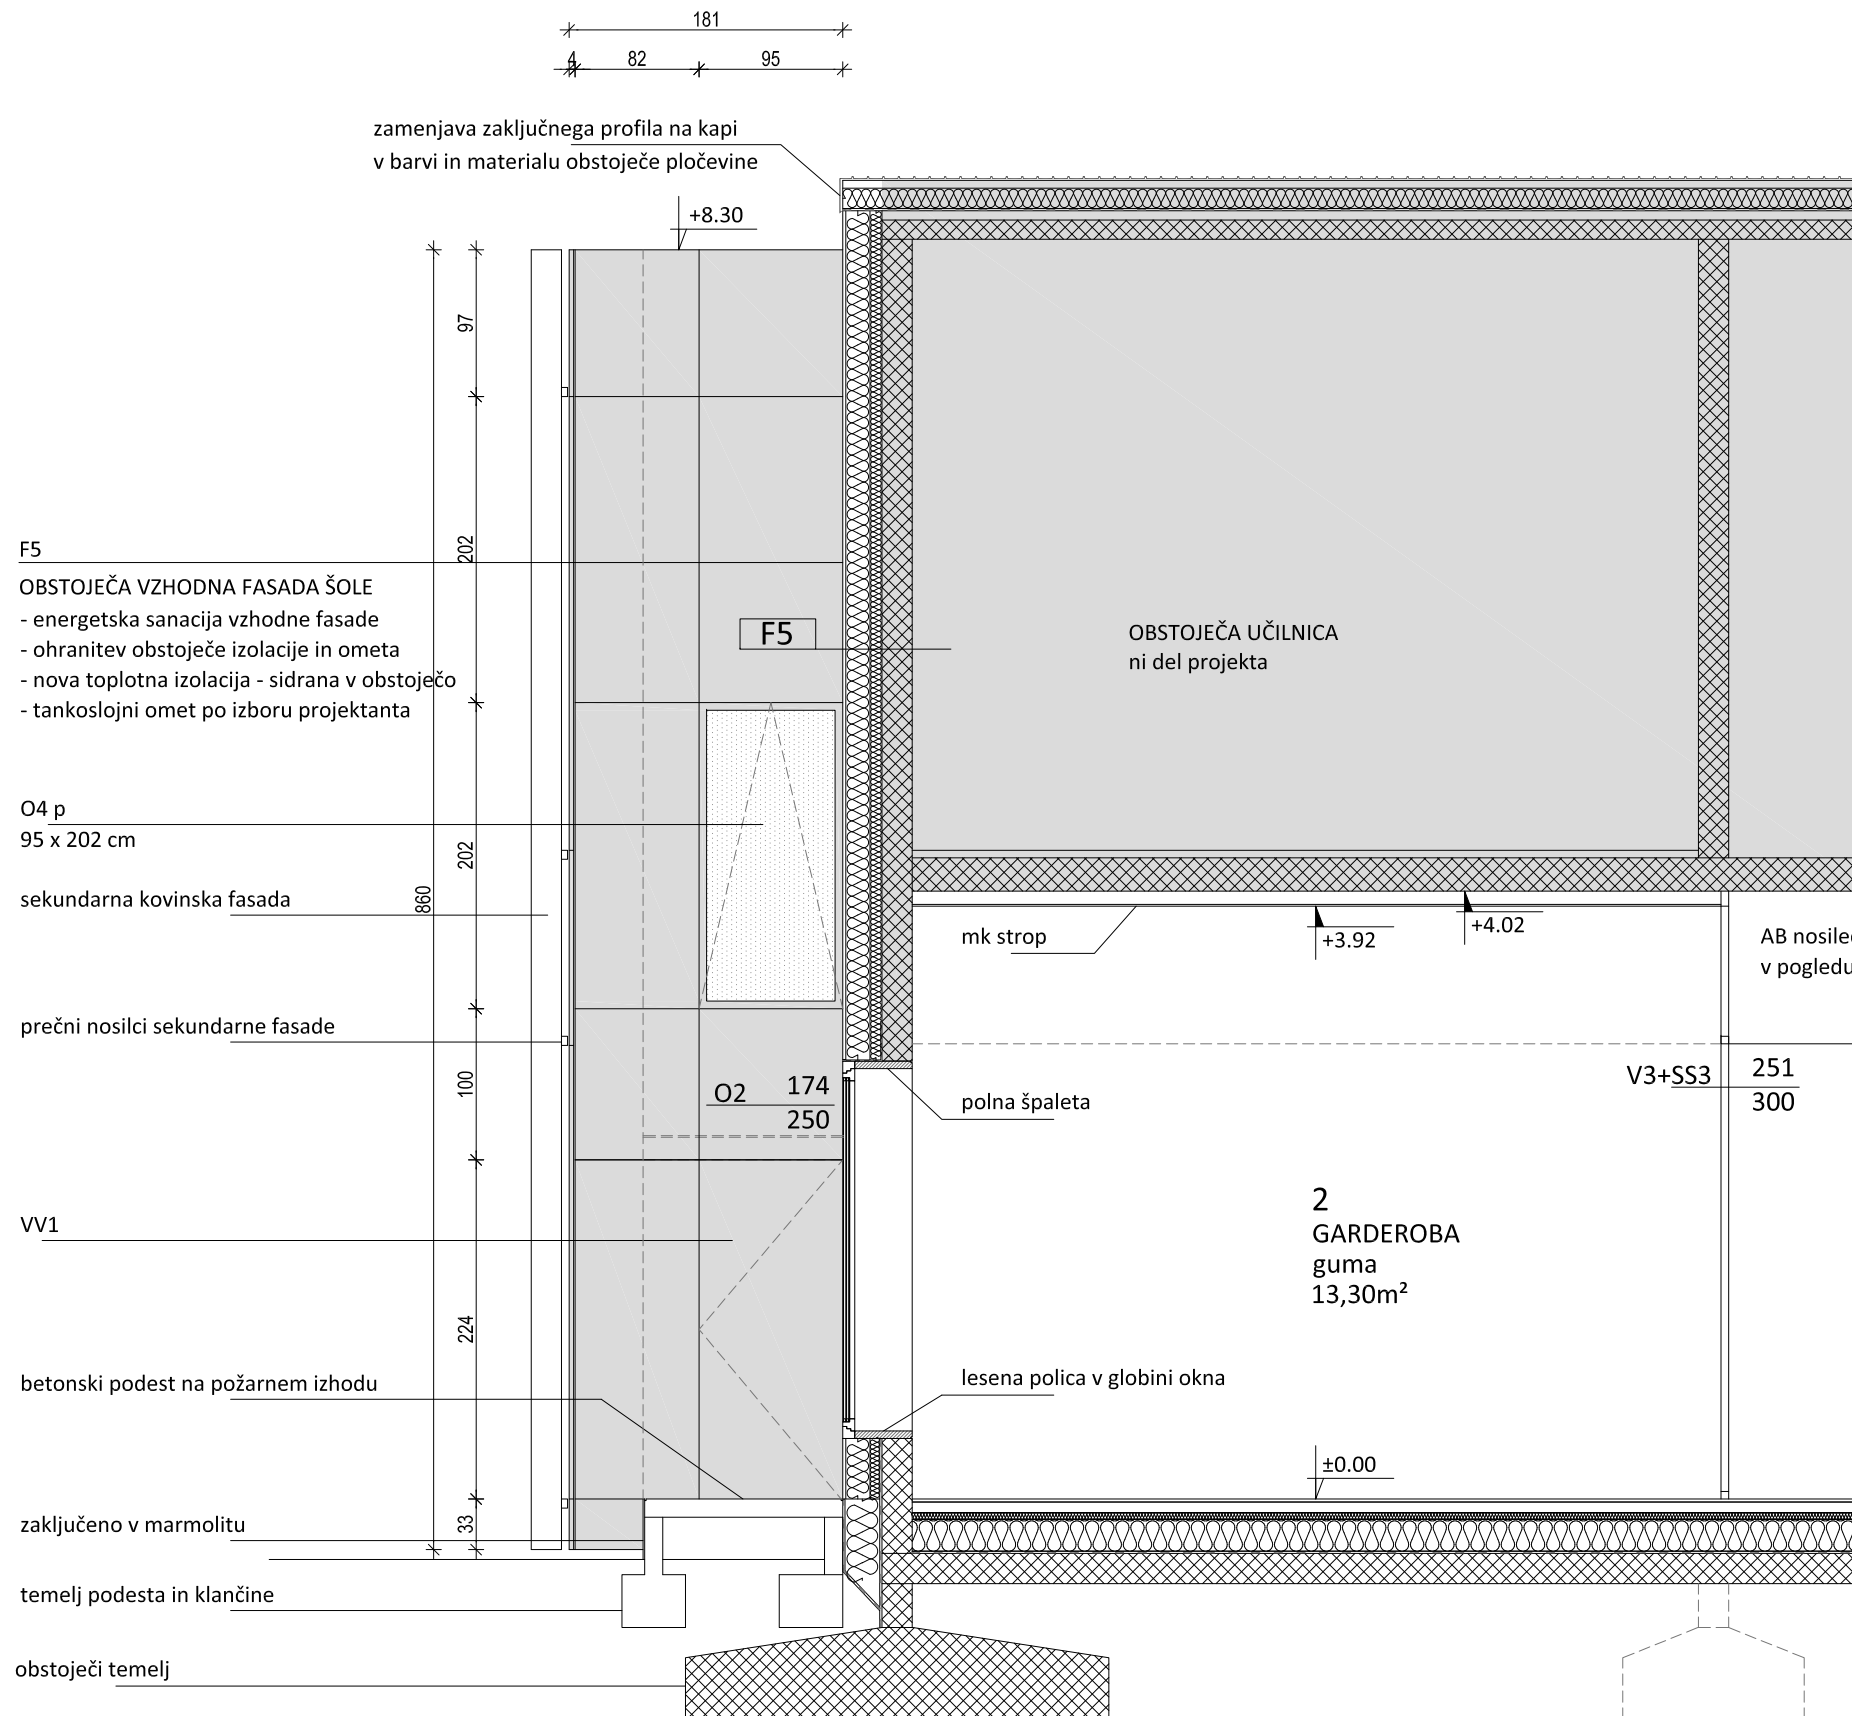 181
4
82
95
zamenjava zaključnega profila na kapi
v barvi in materialu obstoječe pločevine
+8.30
97
F5
202
OBSTOJEČA VZHODNA FASADA ŠOLE
- energetska sanacija vzhodne fasade
- ohranitev obstoječe izolacije in ometa
- nova toplotna izolacija - sidrana v obstoječo
- tankoslojni omet po izboru projektanta
F5
OBSTOJEČA UČILNICA
ni del projekta
O4 p
95 x 202 cm
202
860
sekundarna kovinska fasada
mk strop
+3.92
+4.02
v pogledu
prečni nosilci sekundarne fasade
100
O2
174
250
polna špaleta
V3+SS3
251
300
2
GARDEROBA
guma
13,30m²
VV1
224
betonski podest na požarnem izhodu
lesena polica v globini okna
±0.00
zaključeno v marmolitu
33
temelj podesta in klančine
obstoječi temelj
AB